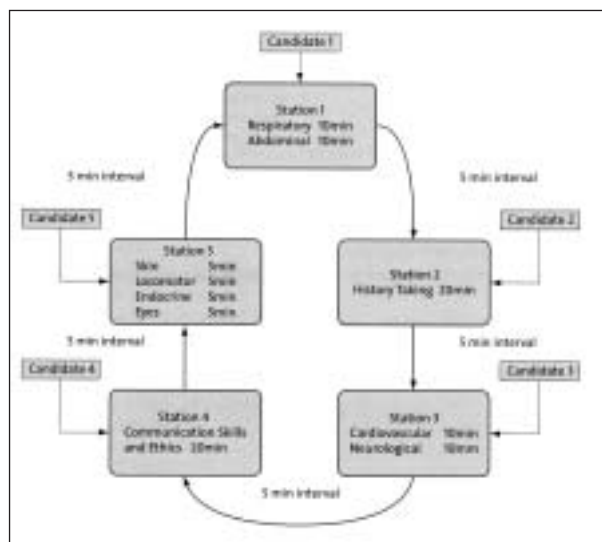 Candidate 1
Station 1
Respiratory 10min
Abdominal 10min
5 min interval
5 min interval
Candidate 5
Candidate 2
Station 5
Skin 5min
Locomotor 5min
Endocrine 5min
Eyes 5min
Station 2
History Taking 20min
5 min interval
5 min interval
Candidate 4
Candidate 3
Station 4
Communication Skills
and Ethics 20min
Station 3
Cardiovascular 10min
Neurological 10min
5 min interval